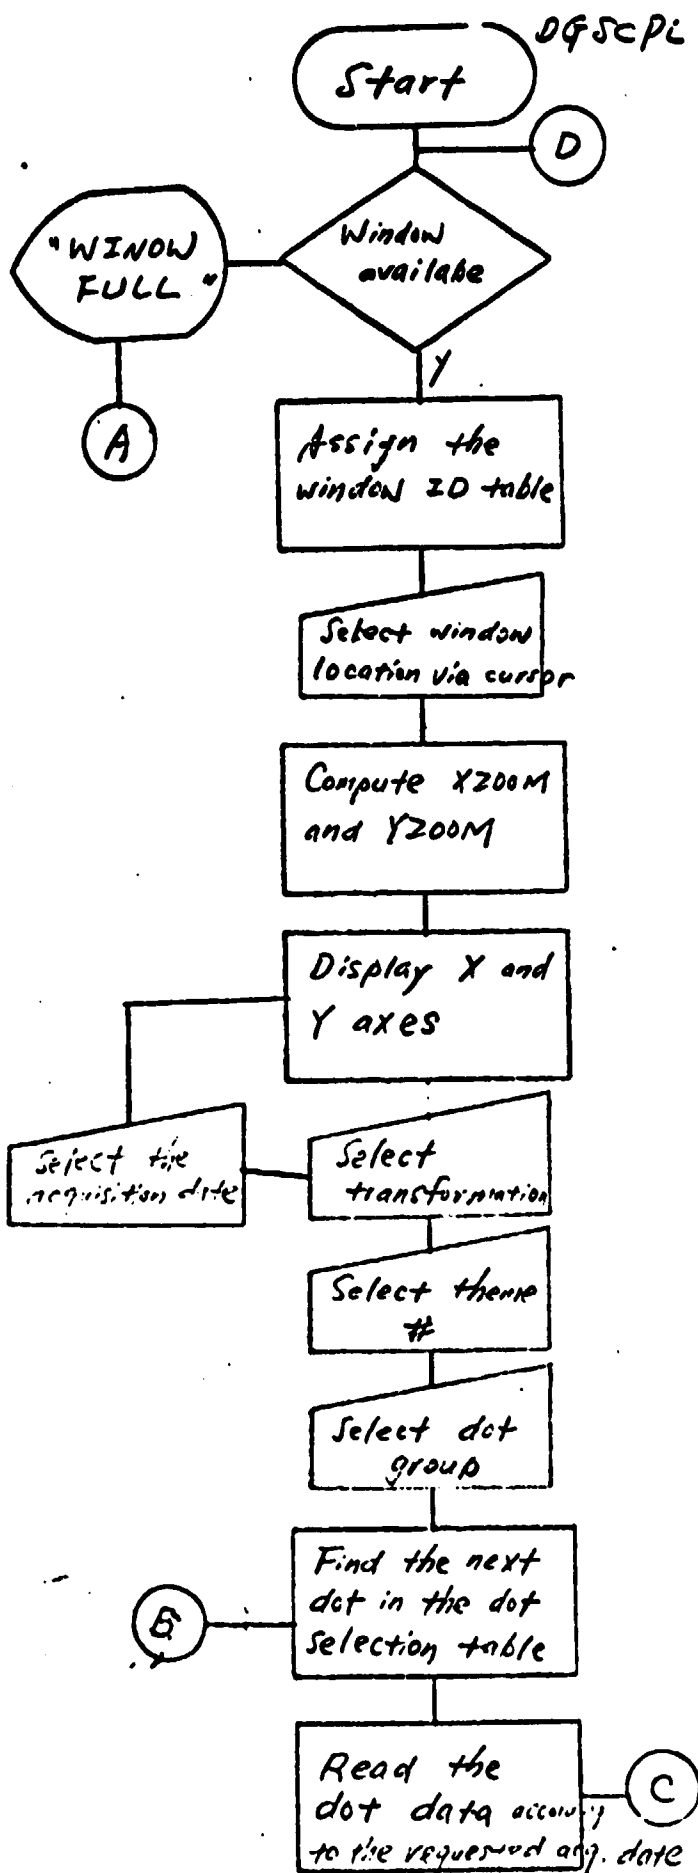 DGSCPL
Start
D
"WINOW
FULL"
Window
availabe
Y
A
Assign the
window ID table
Select window
location via cursor
Compute XZOOM
and YZOOM
Display X and
Y axes
Select the
acquisition date
Select
transformation
Select theme
#
Select dot
group
Find the next
dot in the dot
selection table
B
Read the
dot data according
to the requested acq. date
C